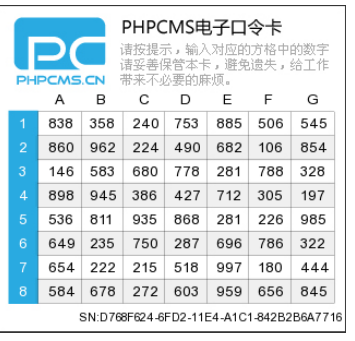 PHPCMS电子口令卡
请按提示，输入对应的方格中的数字
请妥善保管本卡，避免遗失，给工作
带来不必要的麻烦。
PC
PHPCMS.CN
A B C D E F G
1 838 358 240 753 885 506 545
2 860 962 224 490 682 106 854
3 146 583 680 778 281 788 328
4 898 945 386 427 712 305 197
5 536 811 935 868 281 226 985
6 649 235 750 287 696 786 322
7 654 222 215 518 997 180 444
8 584 678 272 603 959 656 845
SN:D768F624-6FD2-11E4-A1C1-842B2B6A7716